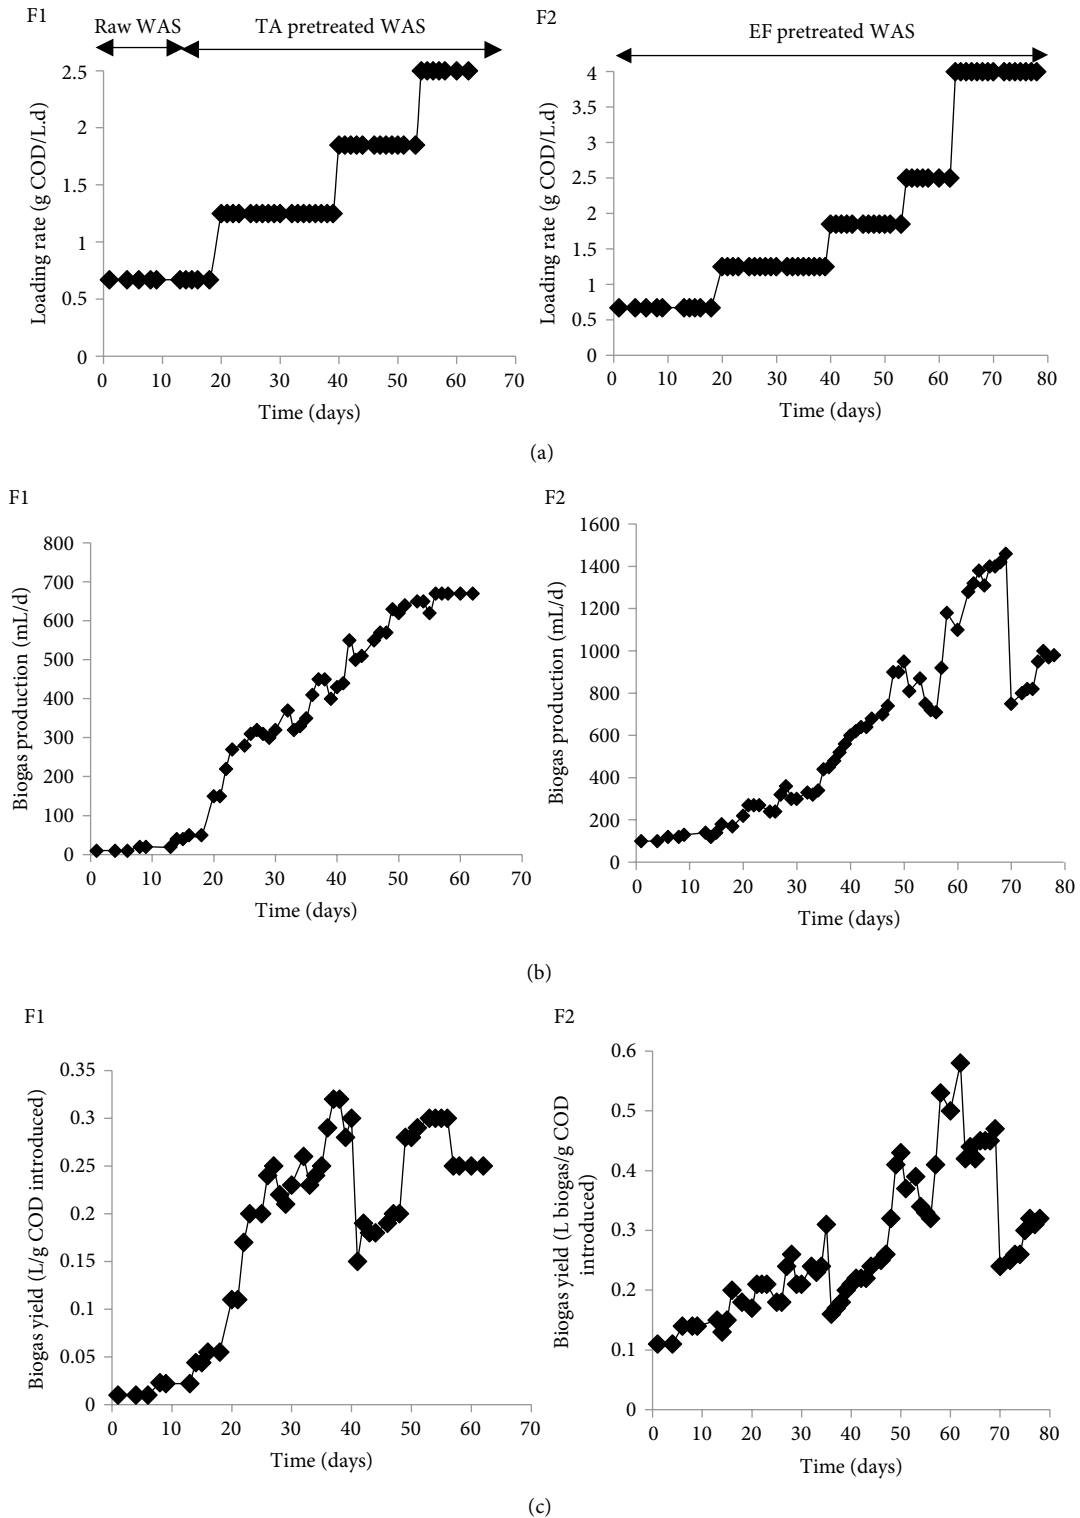 F1
Raw WAS
TA pretreated WAS
Loading rate (g COD/L.d)
2.5
2
1.5
1
0.5
0
0 10 20 30 40 50 60 70
Time (days)
F2
EF pretreated WAS
Loading rate (g COD/L.d)
4
3.5
3
2.5
2
1.5
1
0.5
0
0 10 20 30 40 50 60 70 80
Time (days)
(a)
F1
Biogas production (mL/d)
800
700
600
500
400
300
200
100
0
0 10 20 30 40 50 60 70
Time (days)
F2
Biogas production (mL/d)
1600
1400
1200
1000
800
600
400
200
0
0 10 20 30 40 50 60 70 80
Time (days)
(b)
F1
Biogas yield (L/g COD introduced)
0.35
0.3
0.25
0.2
0.15
0.1
0.05
0
0 10 20 30 40 50 60 70
Time (days)
F2
Biogas yield (L biogas/g COD
introduced)
0.6
0.5
0.4
0.3
0.2
0.1
0
0 10 20 30 40 50 60 70 80
Time (days)
(c)